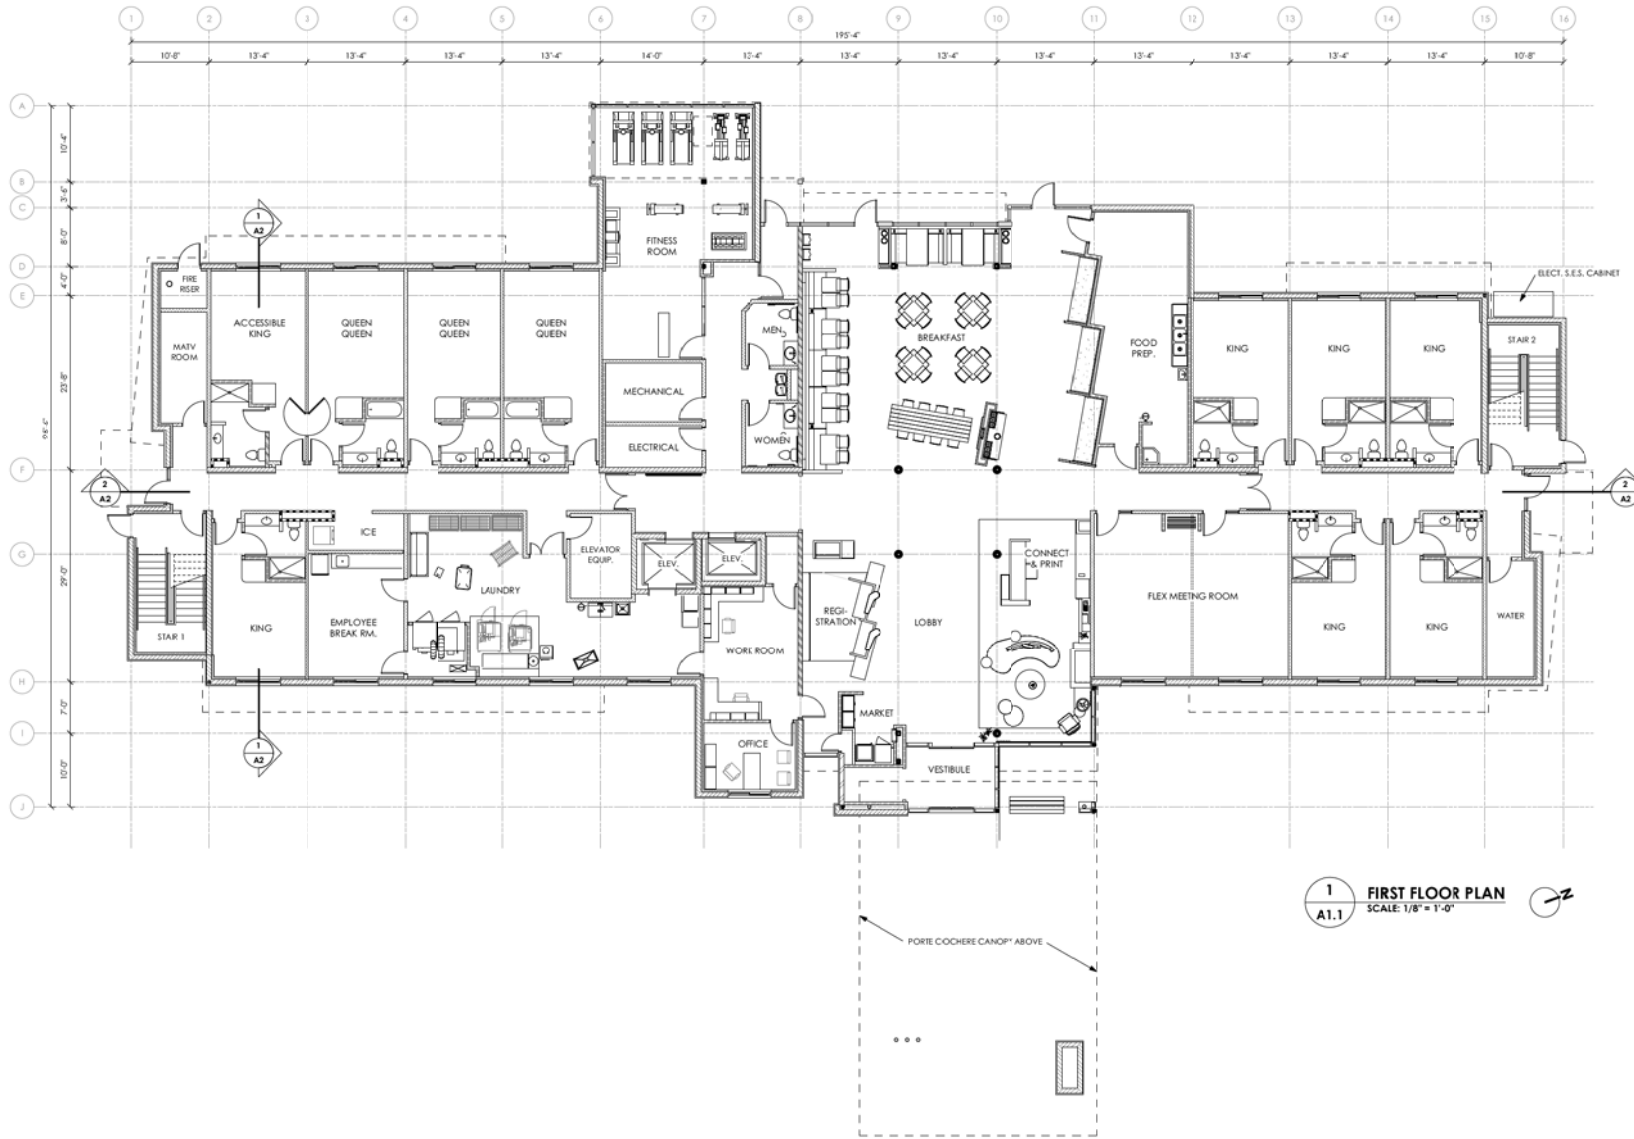 1 2 3 4 5 6 7 8 9 10 11 12 13 14 15 16
195'-4"
10'-8" 13'-4" 13'-4" 13'-4" 13'-4" 14'-0" 13'-4" 13'-4" 13'-4" 13'-4" 13'-4" 13'-4" 13'-4" 13'-4" 10'-8"
A
10'-4"
B
3'-6"
C
8'-0"
D
4'-0"
E
23'-8"
F
29'-0"
G
H
7'-0"
I
10'-0"
J
1
A2
FITNESS
ROOM
FIRE
RISER
ELECT. S.E.S. CABINET
MATV
ROOM
ACCESSIBLE
KING
QUEEN
QUEEN
QUEEN
QUEEN
QUEEN
QUEEN
MEN
BREAKFAST
FOOD
PREP.
KING
KING
KING
STAIR 2
MECHANICAL
ELECTRICAL
WOMEN
2
A2
2
A2
ICE
ELEVATOR
EQUIP.
ELEV.
ELEV.
CONNECT
& PRINT
LAUNDRY
FLEX MEETING ROOM
REGI-
STRATION
LOBBY
STAIR 1
KING
EMPLOYEE
BREAK RM.
WORK ROOM
KING
KING
WATER
MARKET
OFFICE
1
A2
VESTIBULE
1
A1.1
FIRST FLOOR PLAN
SCALE: 1/8" = 1'-0"
N
PORTE COCHERE CANOPY ABOVE